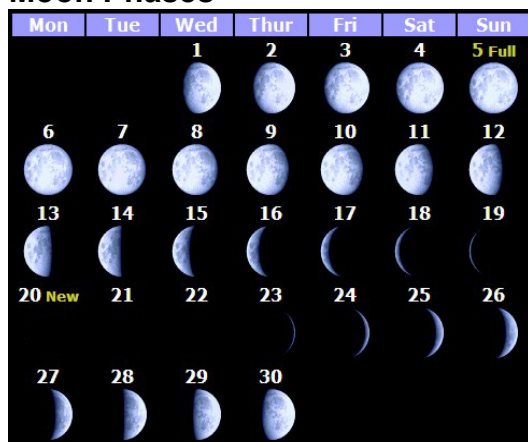 Mon Tue Wed Thur Fri Sat Sun
1 2 3 4 5 Full
6 7 8 9 10 11 12
13 14 15 16 17 18 19
20 New 21 22 23 24 25 26
27 28 29 30